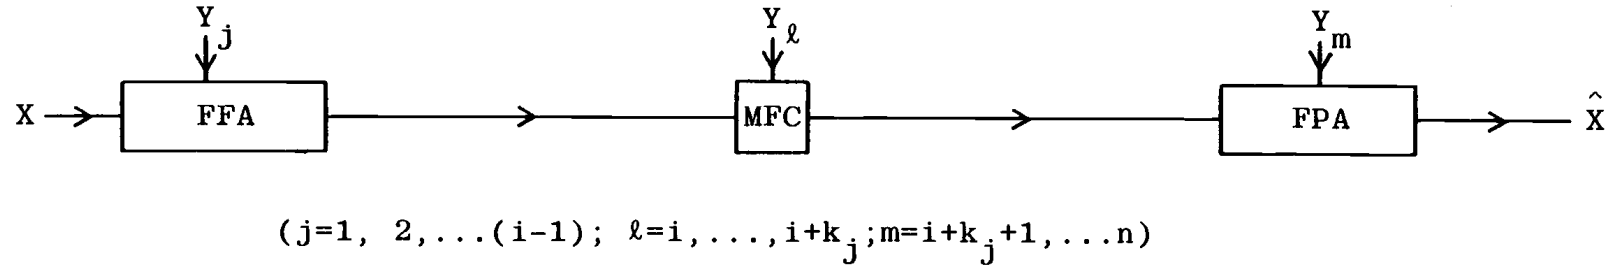 Y_j Y_ℓ Y_m
X FFA MFC FPA X̂
(j=1, 2,...(i-1); ℓ=i,...,i+k_j;m=i+k_j+1,...n)